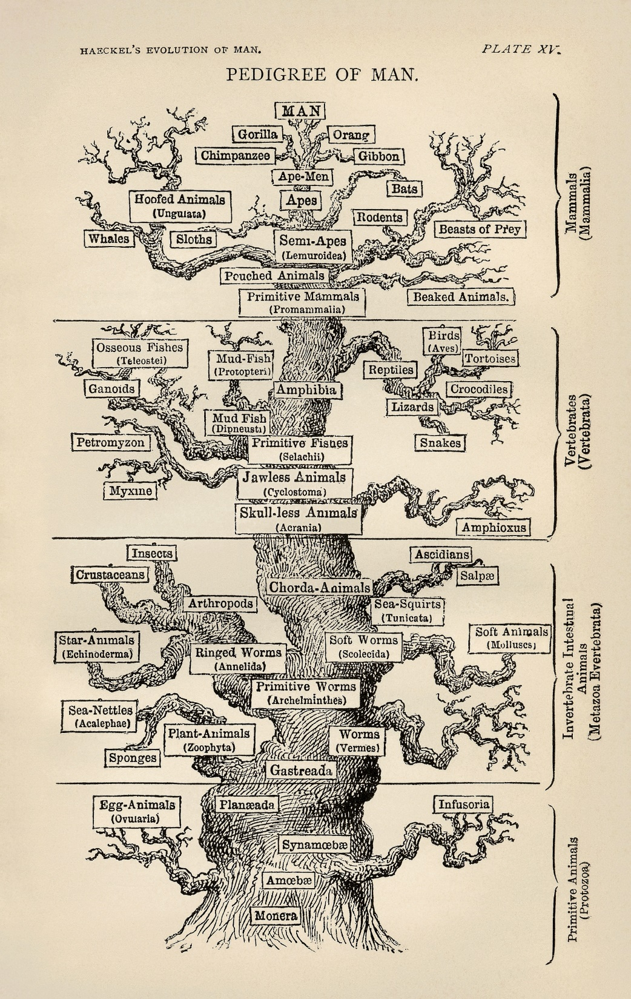 HAECKEL'S EVOLUTION OF MAN.
PLATE XV.
PEDIGREE OF MAN.
MAN
Gorilla
Orang
Chimpanzee
Gibbon
Ape-Men
Bats
Hoofed Animals
(Ungulata)
Apes
Rodents
Beasts of Prey
Whales
Sloths
Semi-Apes
(Lemuroidea)
Pouched Animals
Primitive Mammals
(Promammalia)
Beaked Animals.
Mammals
(Mammalia)
Osseous Fishes
(Teleostei)
Mud-Fish
(Protopteri)
Birds
(Aves)
Tortoises
Reptiles
Ganoids
Amphibia
Crocodiles
Lizards
Mud Fish
(Dipneusti)
Petromyzon
Primitive Fishes
(Selachii)
Snakes
Myxine
Jawless Animals
(Cyclostoma)
Skull-less Animals
(Acrania)
Amphioxus
Vertebrates
(Vertebrata)
Insects
Ascidians
Crustaceans
Salpæ
Chorda-Animals
Arthropods
Sea-Squirts
(Tunicata)
Star-Animals
(Echinoderma)
Ringed Worms
(Annelida)
Soft Worms
(Scolecida)
Soft Animals
(Molluscs)
Primitive Worms
(Archelminthes)
Sea-Nettles
(Acalephae)
Plant-Animals
(Zoophyta)
Worms
(Vermes)
Sponges
Gastreada
Invertebrate Intestinal
Animals
(Metazoa Evertebrata)
Egg-Animals
(Ovularia)
Planæada
Infusoria
Synamœbæ
Amœbæ
Monera
Primitive Animals
(Protozoa)